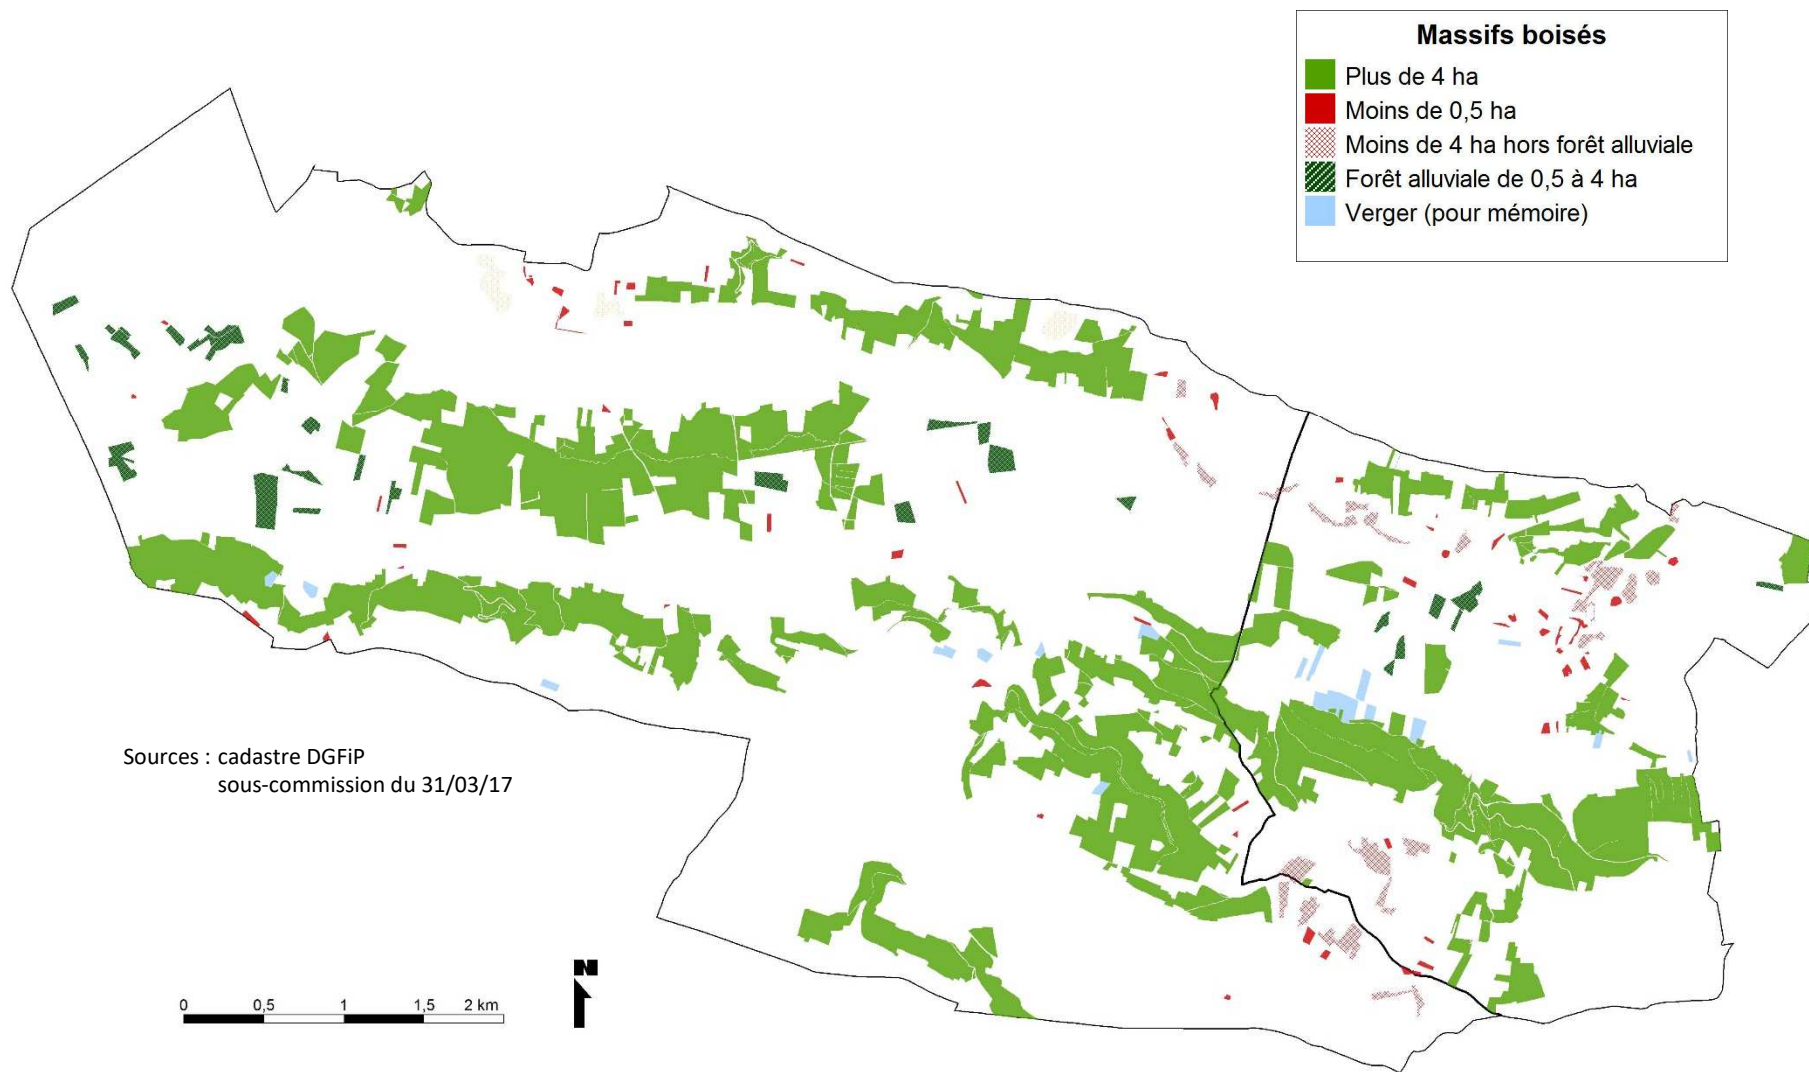 Massifs boisés
Plus de 4 ha
Moins de 0,5 ha
Moins de 4 ha hors forêt alluviale
Forêt alluviale de 0,5 à 4 ha
Verger (pour mémoire)
Sources : cadastre DGFiP
sous-commission du 31/03/17
N
0 0,5 1 1,5 2 km